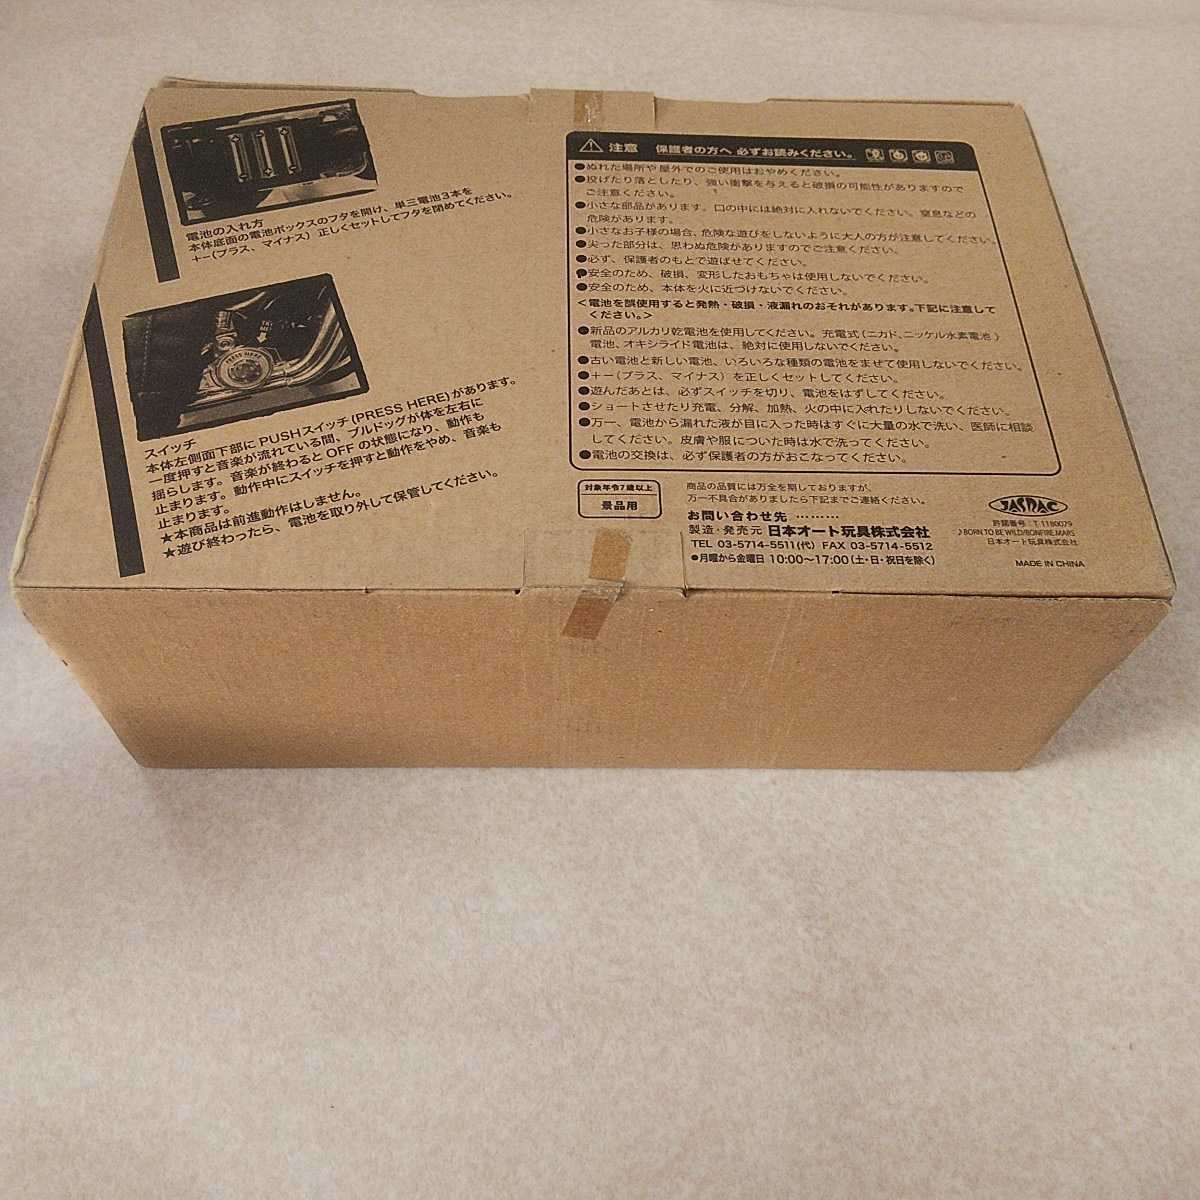 電池の入れ方
本体底面の電池ボックスのフタを開け、単三電池3本を
+−(プラス、マイナス) 正しくセットしてフタを閉めてください。
PRESS HERE
スイッチ
本体左側面下部に PUSHスイッチ(PRESS HERE)があります。
一度押すと音楽が流れている間、ブルドッグが体を左右に
揺らします。音楽が終わると OFF の状態になり、動作も
止まります。動作中にスイッチを押すと動作をやめ、音楽も
止まります。
★本商品は前進動作はしません。
★遊び終わったら、電池を取り外して保管してください。
注意 保護者の方へ 必ずお読みください。
●ぬれた場所や屋外でのご使用はおやめください。
●投げたり落としたり、強い衝撃を与えると破損の可能性がありますので
ご注意ください。
●小さな部品があります。口の中には絶対に入れないでください。窒息などの
危険があります。
●小さなお子様の場合、危険な遊びをしないように大人の方が注意してください。
●尖った部分は、思わぬ危険がありますのでご注意ください。
●必ず、保護者のもとで遊ばせてください。
●安全のため、破損、変形したおもちゃは使用しないでください。
●安全のため、本体を火に近づけないでください。
<電池を誤使用すると発熱・破損・液漏れのおそれがあります。下記に注意して
ください。>
●新品のアルカリ乾電池を使用してください。充電式(ニカド、ニッケル水素電池)
電池、オキシライド電池は、絶対に使用しないでください。
●古い電池と新しい電池、いろいろな種類の電池をまぜて使用しないでください。
●+−(プラス、マイナス)を正しくセットしてください。
●遊んだあとは、必ずスイッチを切り、電池をはずしてください。
●ショートさせたり充電、分解、加熱、火の中に入れたりしないでください。
●万一、電池から漏れた液が目に入った時はすぐに大量の水で洗い、医師に相談
してください。皮膚や服についた時は水で洗ってください。
●電池の交換は、必ず保護者の方がおこなってください。
対象年令7歳以上
景品用
商品の品質には万全を期しておりますが、
万一不具合がありましたら下記までご連絡ください。
お問い合わせ先 ………
製造・発売元 日本オート玩具株式会社
TEL 03-5714-5511(代) FAX 03-5714-5512
●月曜から金曜日 10:00〜17:00(土・日・祝日を除く)
JASRAC
許諾番号:T-1180079
♪BORN TO BE WILD/BONFIRE.MARS
日本オート玩具株式会社
MADE IN CHINA